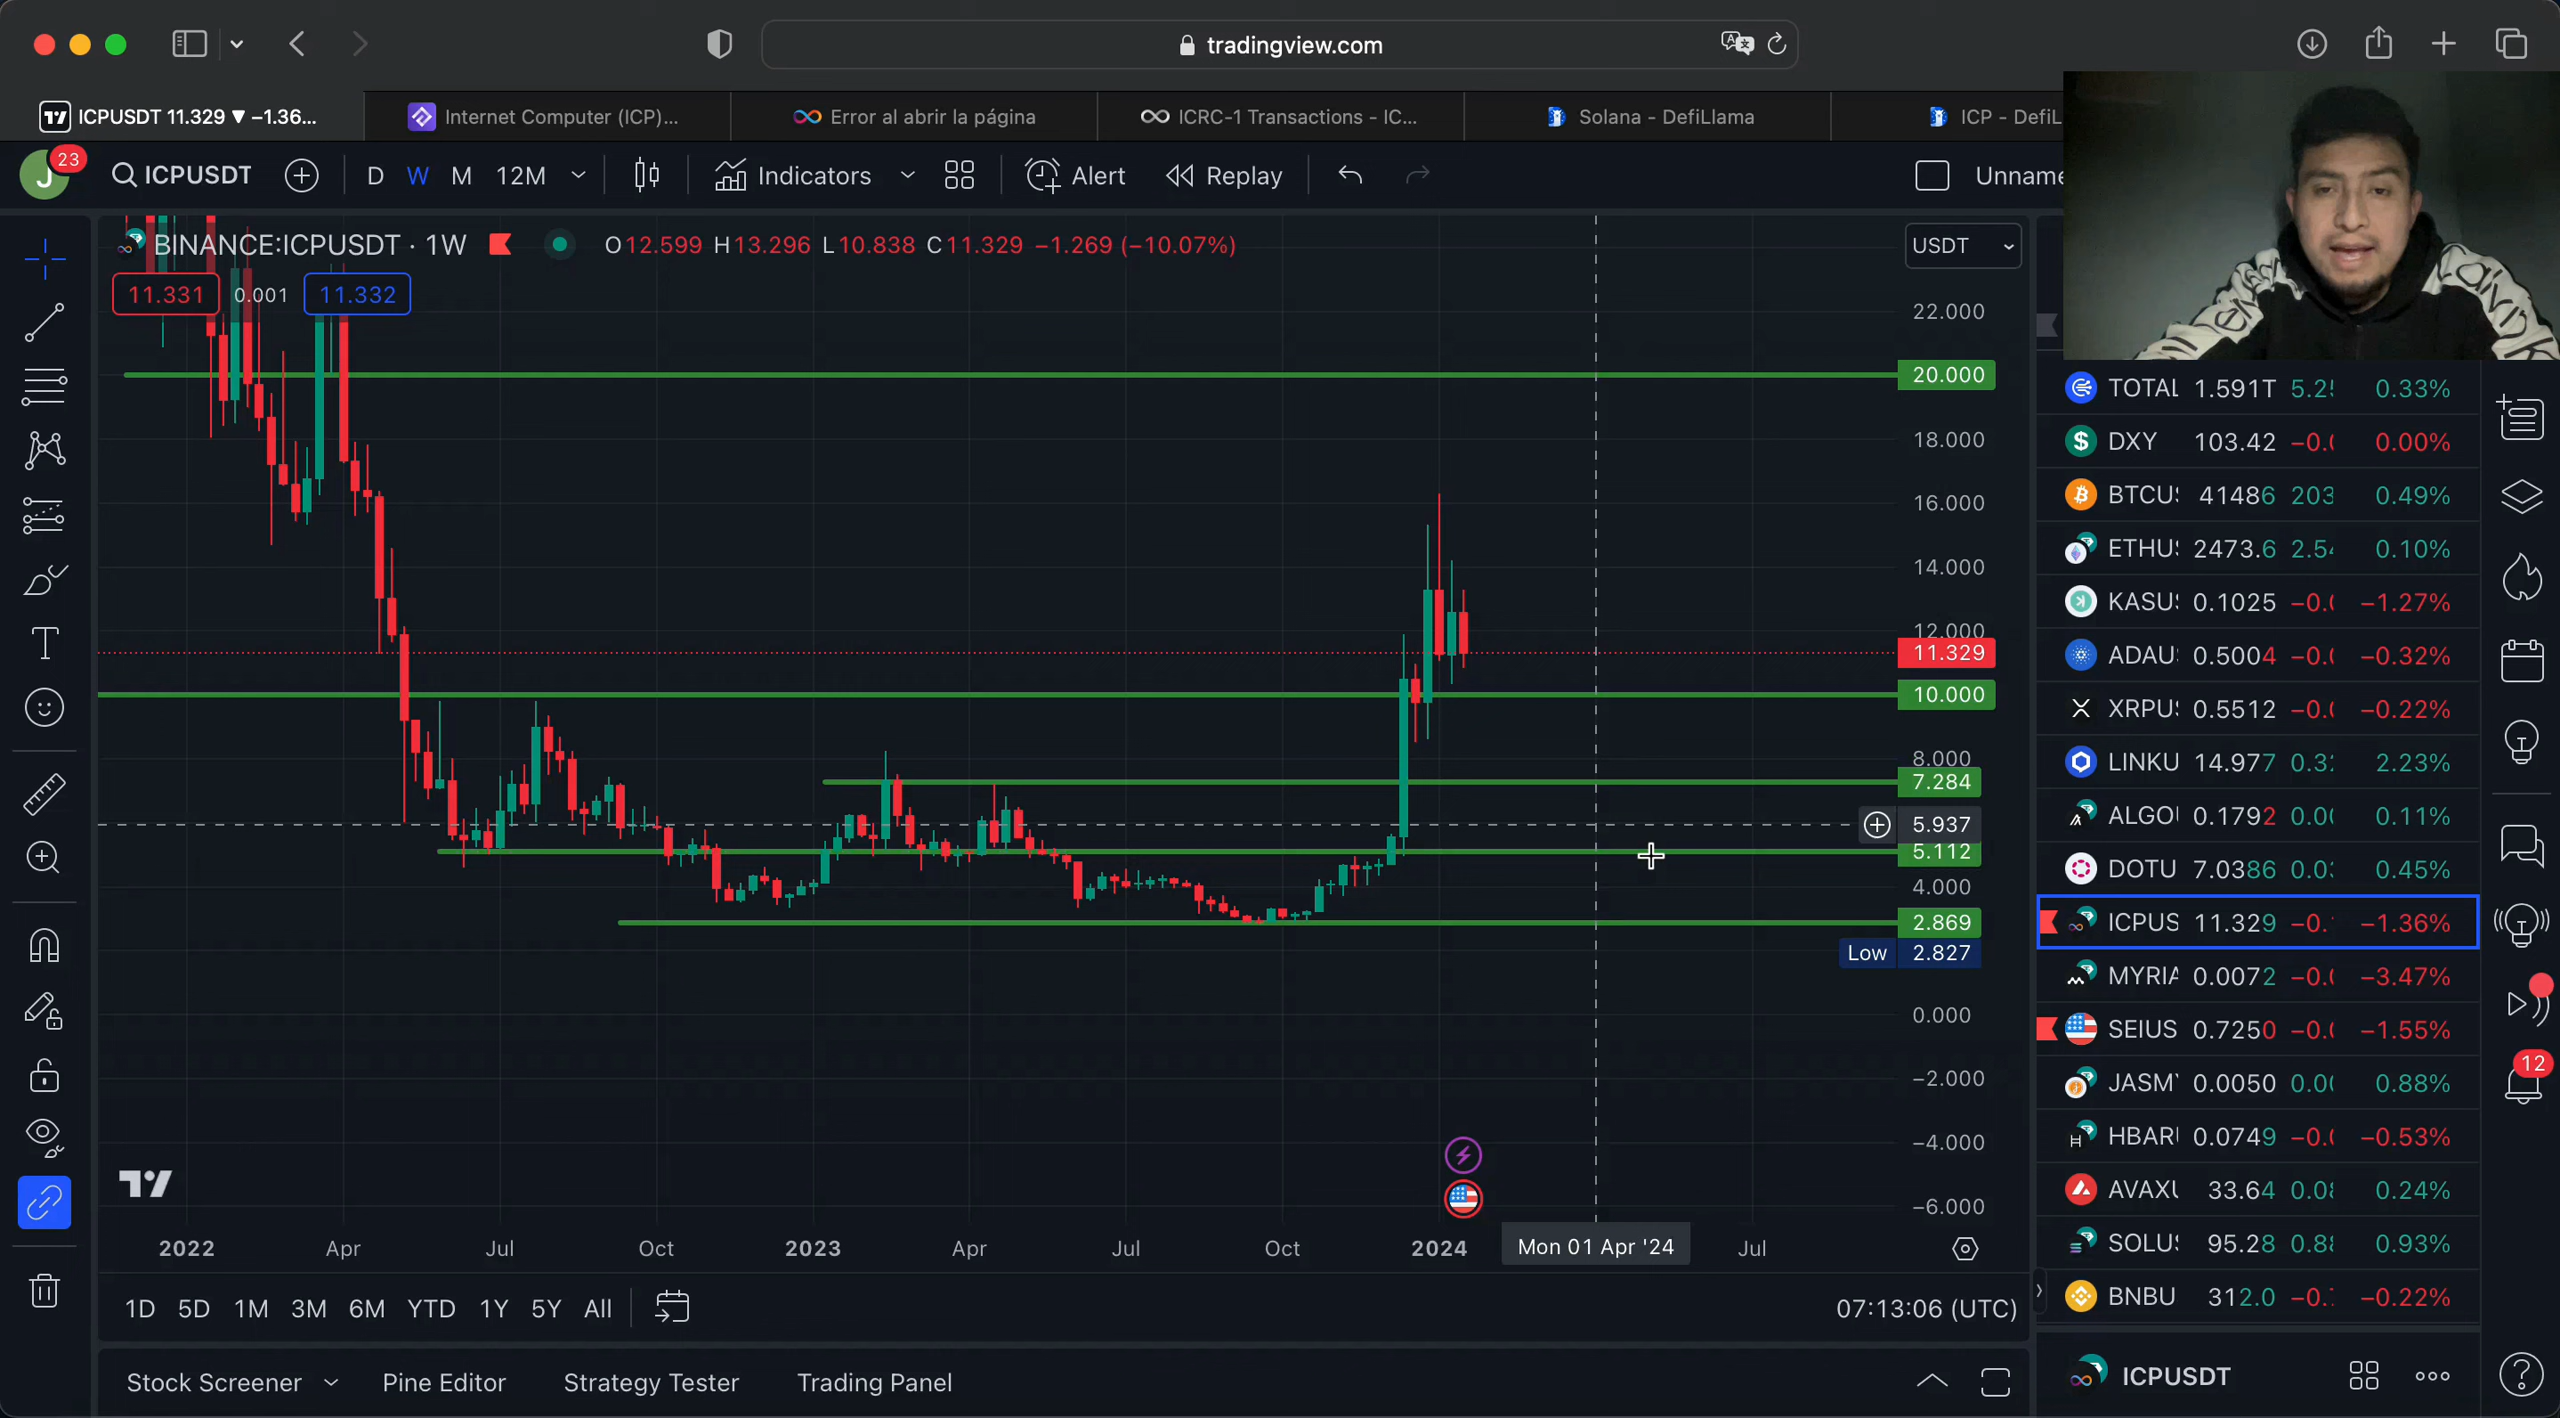 tradingview.com
ICPUSDT 11.329 ▼ −1.36...
Internet Computer (ICP)...
Error al abrir la página
ICRC-1 Transactions - IC...
Solana - DefiLlama
ICP - DefiL
J
23
ICPUSDT
D
W
M
12M
Indicators
Alert
Replay
Unname
BINANCE:ICPUSDT · 1W
O12.599 H13.296 L10.838 C11.329 −1.269 (−10.07%)
USDT
11.331
0.001
11.332
22.000
20.000
18.000
16.000
14.000
12.000
11.329
10.000
8.000
7.284
5.937
5.112
4.000
2.869
Low 2.827
0.000
−2.000
−4.000
−6.000
2022
Apr
Jul
Oct
2023
Apr
Jul
Oct
2024
Mon 01 Apr '24
Jul
1D
5D
1M
3M
6M
YTD
1Y
5Y
All
07:13:06 (UTC)
Stock Screener
Pine Editor
Strategy Tester
Trading Panel
TOTAL 1.591T 0.33%
DXY 103.42 0.00%
BTCUS 41486 203 0.49%
ETHUS 2473.6 0.10%
KASUS 0.1025 −1.27%
ADAUS 0.5004 −0.32%
XRPUS 0.5512 −0.22%
LINKU 14.977 2.23%
ALGO 0.1792 0.11%
DOTU 7.0386 0.45%
ICPUS 11.329 −1.36%
MYRIA 0.0072 −3.47%
SEIUS 0.7250 −1.55%
JASMY 0.0050 0.88%
HBAR 0.0749 −0.53%
AVAXU 33.64 0.24%
SOLUS 95.28 0.93%
BNBU 312.0 −0.22%
12
ICPUSDT